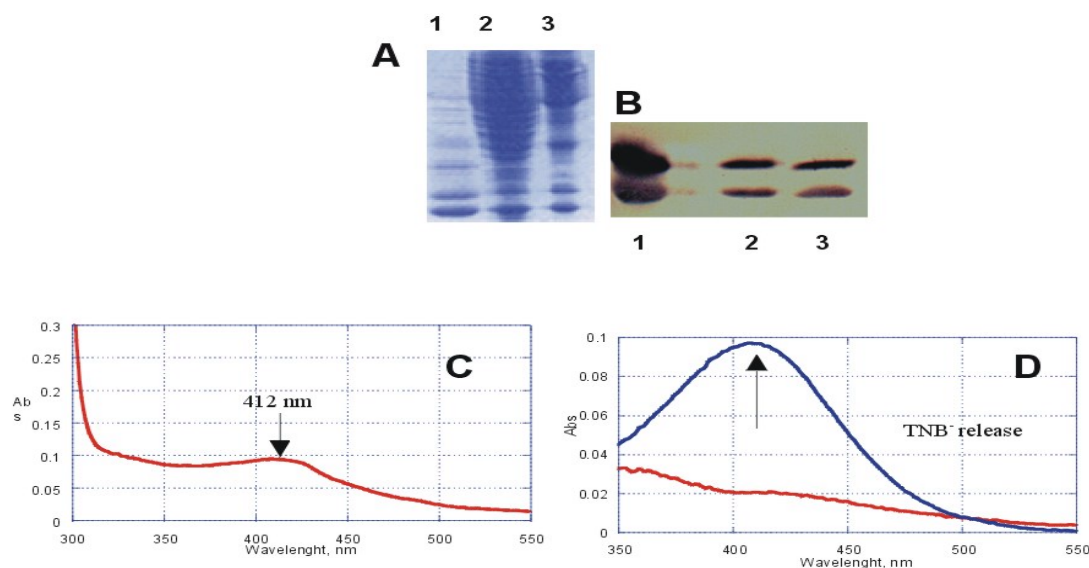 1 2 3
A
B
1 2 3
0.3
0.25
0.2
0.15
0.1
0.05
0
Ab
s
C
412 nm
300 350 400 450 500 550
Wavelenght, nm
0.1
0.08
0.06
0.04
0.02
0
Abs
D
TNB⁻ release
350 400 450 500 550
Wavelenght, nm